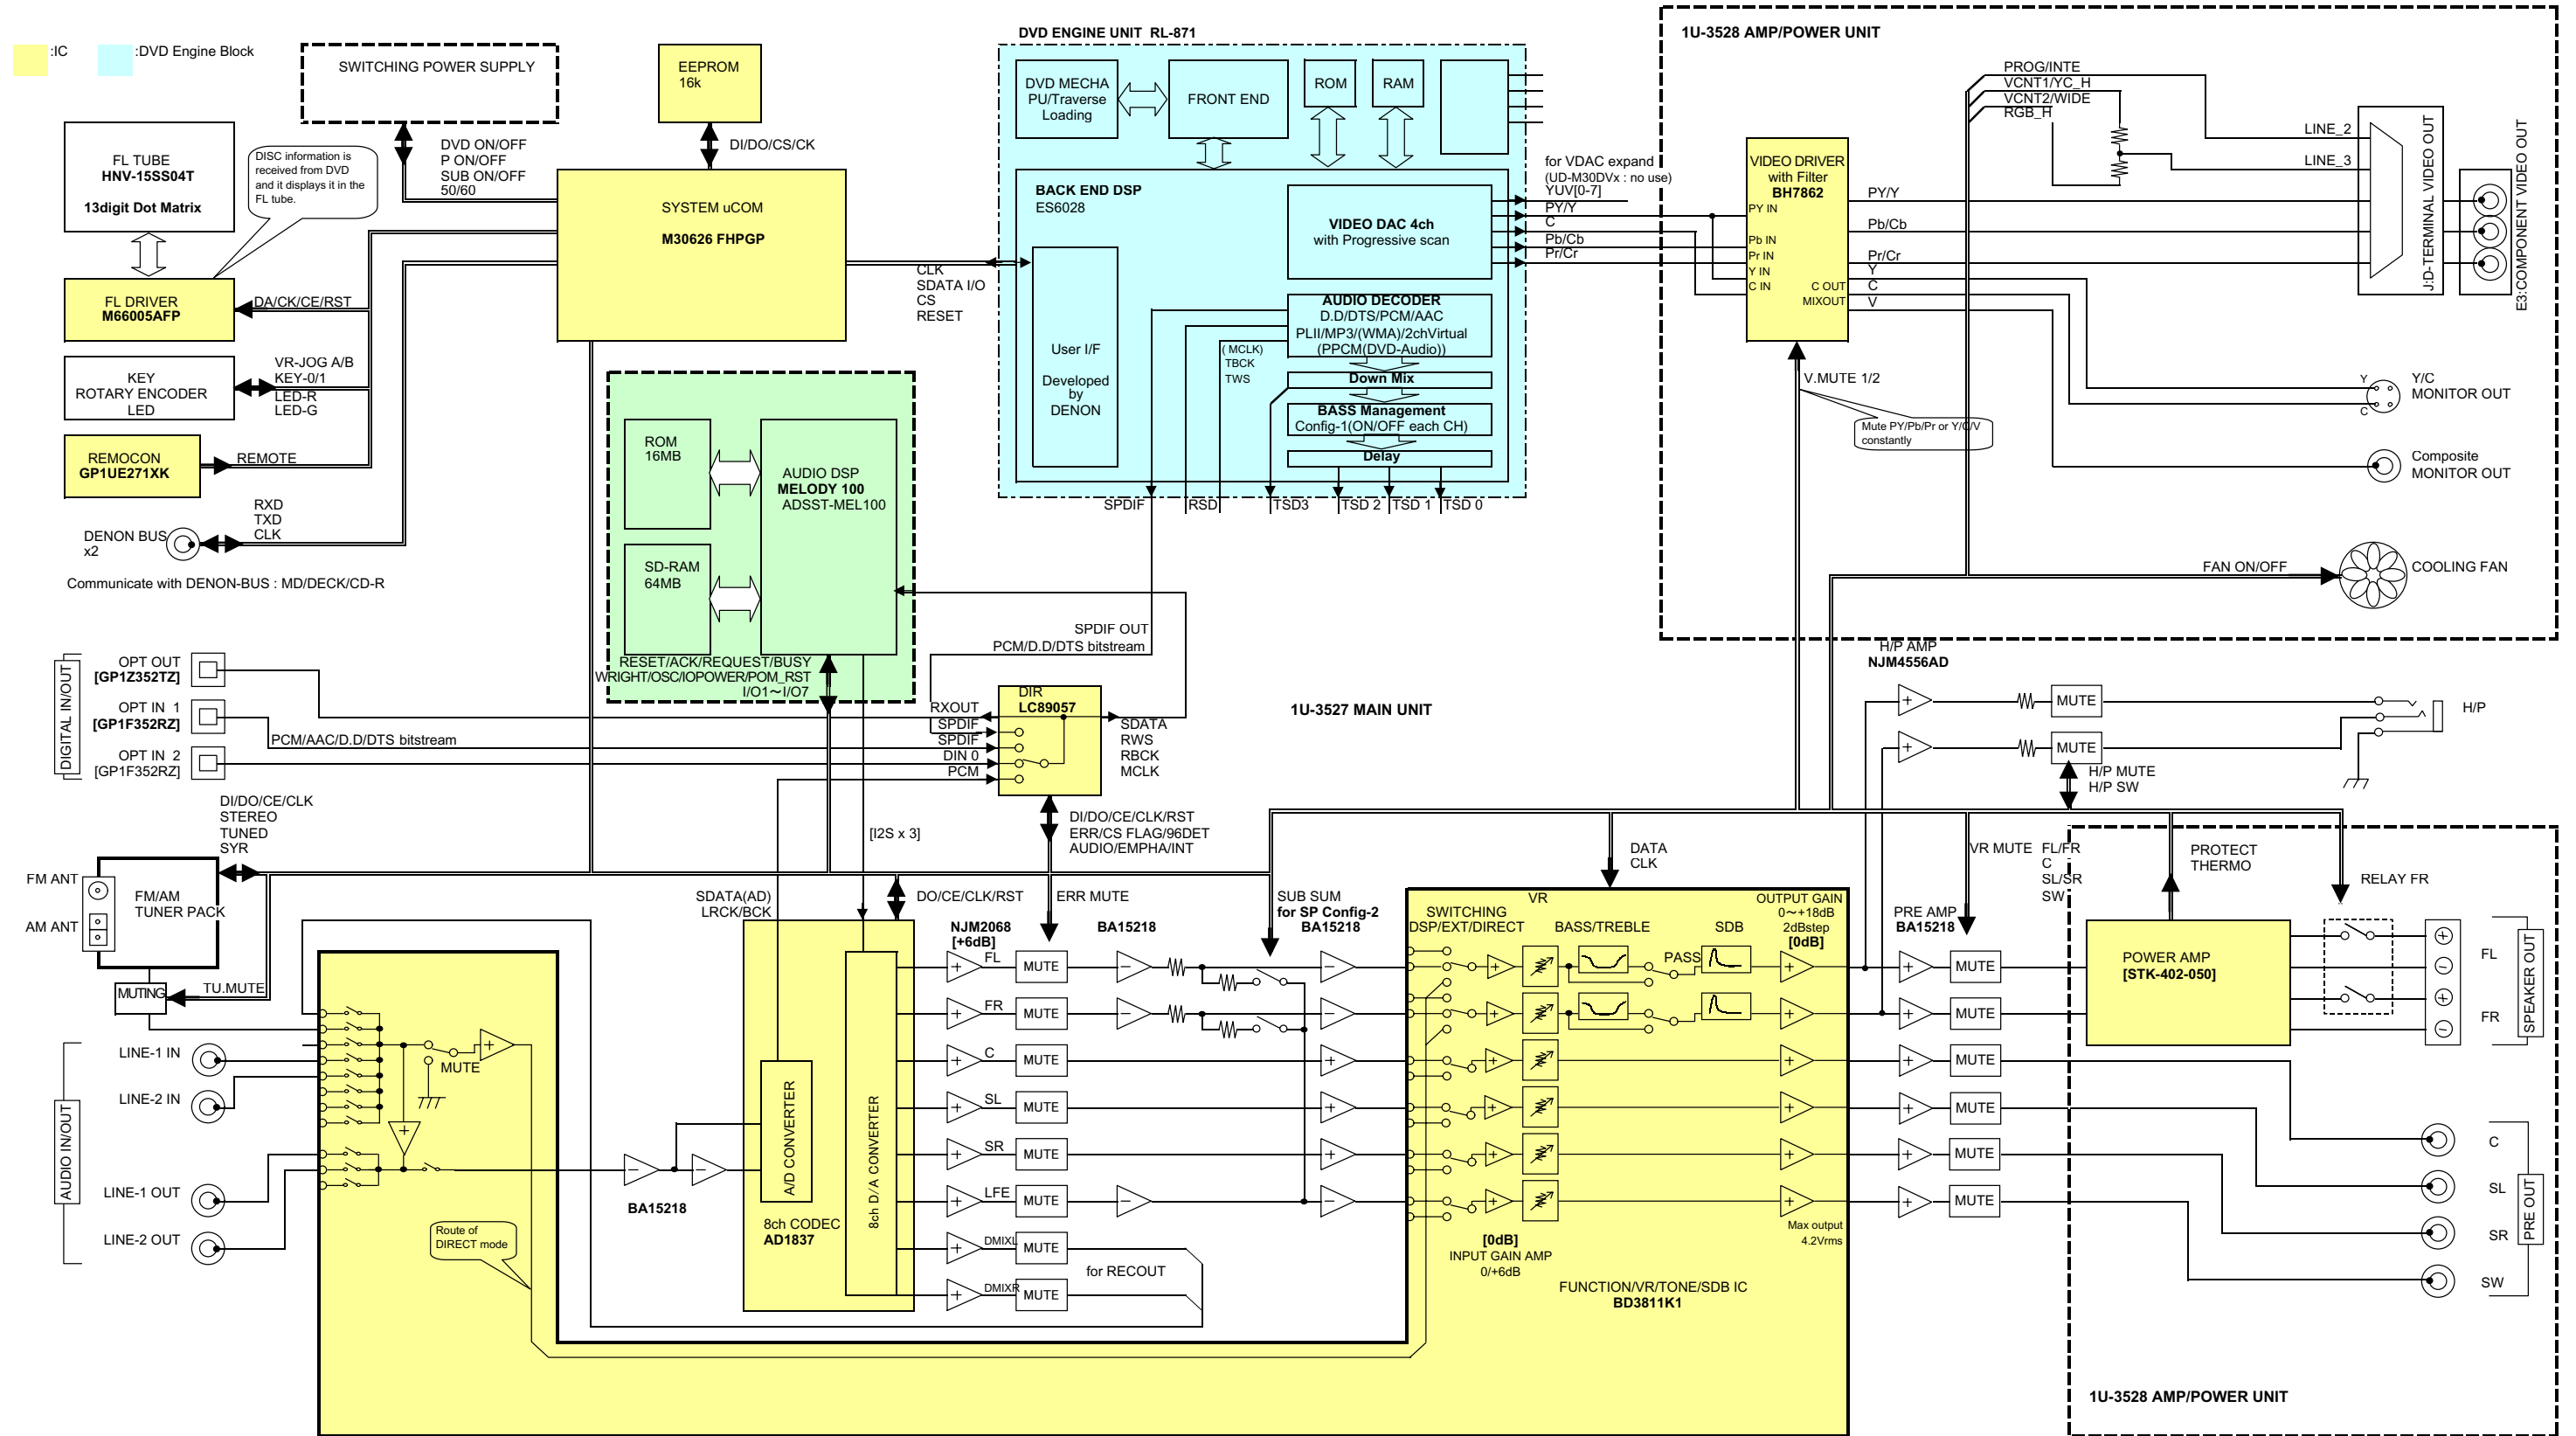 :IC
:DVD Engine Block
SWITCHING POWER SUPPLY
EEPROM
16k
DI/DO/CS/CK
DVD ON/OFF
P ON/OFF
SUB ON/OFF
50/60
FL TUBE
HNV-15SS04T
13digit Dot Matrix
DISC information is
received from DVD
and it displays it in the
FL tube.
SYSTEM uCOM
M30626 FHPGP
FL DRIVER
M66005AFP
DA/CK/CE/RST
KEY
ROTARY ENCODER
LED
VR-JOG A/B
KEY-0/1
LED-R
LED-G
REMOCON
GP1UE271XK
REMOTE
DENON BUS
x2
RXD
TXD
CLK
Communicate with DENON-BUS : MD/DECK/CD-R
CLK
SDATA I/O
CS
RESET
DVD ENGINE UNIT RL-871
DVD MECHA
PU/Traverse
Loading
FRONT END
ROM
RAM
BACK END DSP
ES6028
User I/F
Developed
by
DENON
VIDEO DAC 4ch
with Progressive scan
AUDIO DECODER
D.D/DTS/PCM/AAC
PLII/MP3/(WMA)/2chVirtual
(PPCM(DVD-Audio))
Down Mix
BASS Management
Config-1(ON/OFF each CH)
Delay
( MCLK)
TBCK
TWS
SPDIF
RSD
TSD3
TSD 2
TSD 1
TSD 0
for VDAC expand
(UD-M30DVx : no use)
YUV[0-7]
PY/Y
C
Pb/Cb
Pr/Cr
1U-3528 AMP/POWER UNIT
PROG/INTE
VCNT1/YC_H
VCNT2/WIDE
RGB_H
VIDEO DRIVER
with Filter
BH7862
PY IN
Pb IN
Pr IN
Y IN
C IN
C OUT
MIXOUT
PY/Y
Pb/Cb
Pr/Cr
Y
C
V
LINE_2
LINE_3
J:D-TERMINAL VIDEO OUT
E3:COMPONENT VIDEO OUT
V.MUTE 1/2
Mute PY/Pb/Pr or Y/C/V
constantly
Y
C
Y/C
MONITOR OUT
Composite
MONITOR OUT
FAN ON/OFF
COOLING FAN
ROM
16MB
SD-RAM
64MB
AUDIO DSP
MELODY 100
ADSST-MEL100
RESET/ACK/REQUEST/BUSY
WRIGHT/OSC/IOPOWER/POM_RST
I/O1～I/O7
SPDIF OUT
PCM/D.D/DTS bitstream
DIGITAL IN/OUT
OPT OUT
[GP1Z352TZ]
OPT IN 1
[GP1F352RZ]
OPT IN 2
[GP1F352RZ]
PCM/AAC/D.D/DTS bitstream
DIR
LC89057
RXOUT
SPDIF
SPDIF
DIN 0
PCM
SDATA
RWS
RBCK
MCLK
1U-3527 MAIN UNIT
H/P AMP
NJM4556AD
MUTE
MUTE
H/P
H/P MUTE
H/P SW
DI/DO/CE/CLK
STEREO
TUNED
SYR
[I2S x 3]
DI/DO/CE/CLK/RST
ERR/CS FLAG/96DET
AUDIO/EMPHA/INT
DATA
CLK
VR MUTE
FL/FR
C
SL/SR
SW
PROTECT
THERMO
RELAY FR
FM ANT
AM ANT
FM/AM
TUNER PACK
MUTING
TU.MUTE
SDATA(AD)
LRCK/BCK
DO/CE/CLK/RST
ERR MUTE
SUB SUM
for SP Config-2
BA15218
NJM2068
[+6dB]
BA15218
SWITCHING
DSP/EXT/DIRECT
VR
BASS/TREBLE
SDB
PASS
OUTPUT GAIN
0～+18dB
2dBstep
[0dB]
PRE AMP
BA15218
POWER AMP
[STK-402-050]
FL
FR
SPEAKER OUT
FL
MUTE
MUTE
FR
MUTE
MUTE
C
MUTE
MUTE
SL
MUTE
MUTE
SR
MUTE
MUTE
LFE
MUTE
MUTE
DMIXL
MUTE
DMIXR
MUTE
for RECOUT
AUDIO IN/OUT
LINE-1 IN
LINE-2 IN
LINE-1 OUT
LINE-2 OUT
MUTE
Route of
DIRECT mode
BA15218
A/D CONVERTER
8ch D/A CONVERTER
8ch CODEC
AD1837
[0dB]
INPUT GAIN AMP
0/+6dB
Max output
4.2Vrms
FUNCTION/VR/TONE/SDB IC
BD3811K1
C
SL
SR
SW
PRE OUT
1U-3528 AMP/POWER UNIT